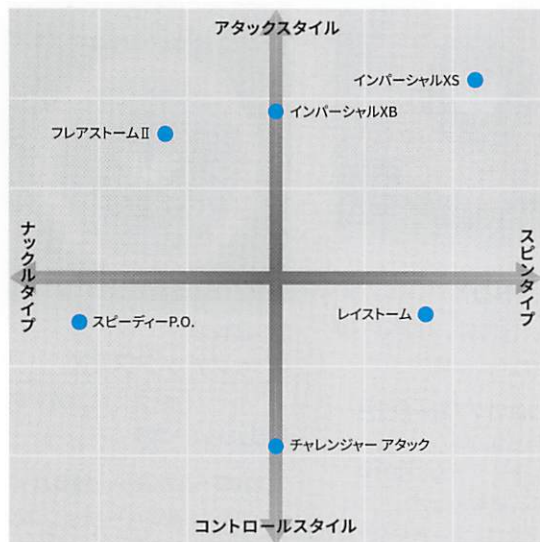 アタックスタイル
インパーシャルXS
インパーシャルXB
フレアストームⅡ
ナックルタイプ
スピンタイプ
スピーディーP.O.
レイストーム
チャレンジャー アタック
コントロールスタイル